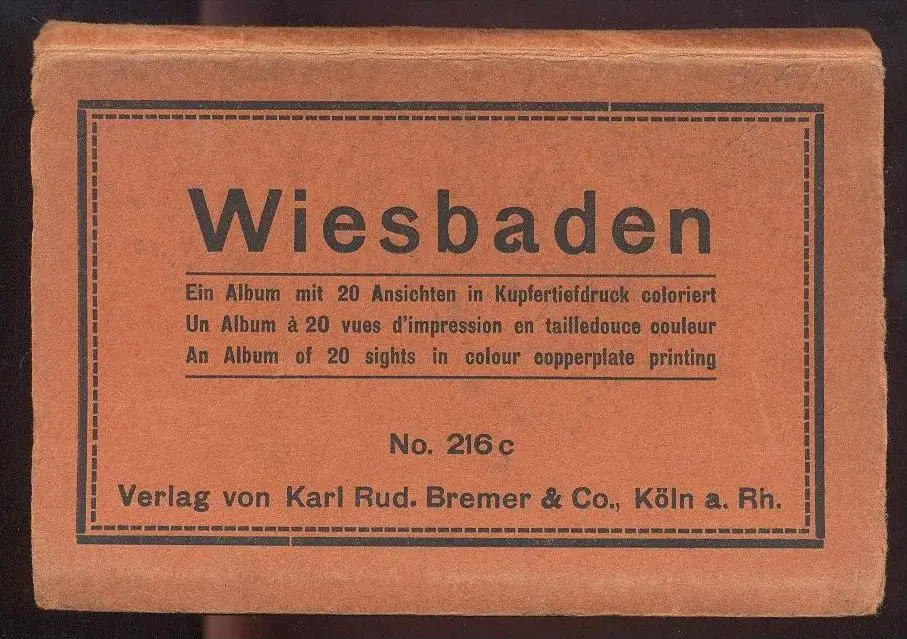 Wiesbaden
Ein Album mit 20 Ansichten in Kupfertiefdruck coloriert
Un Album à 20 vues d'impression en tailledouce couleur
An Album of 20 sights in colour copperplate printing
No. 216 c
Verlag von Karl Rud. Bremer & Co., Köln a. Rh.